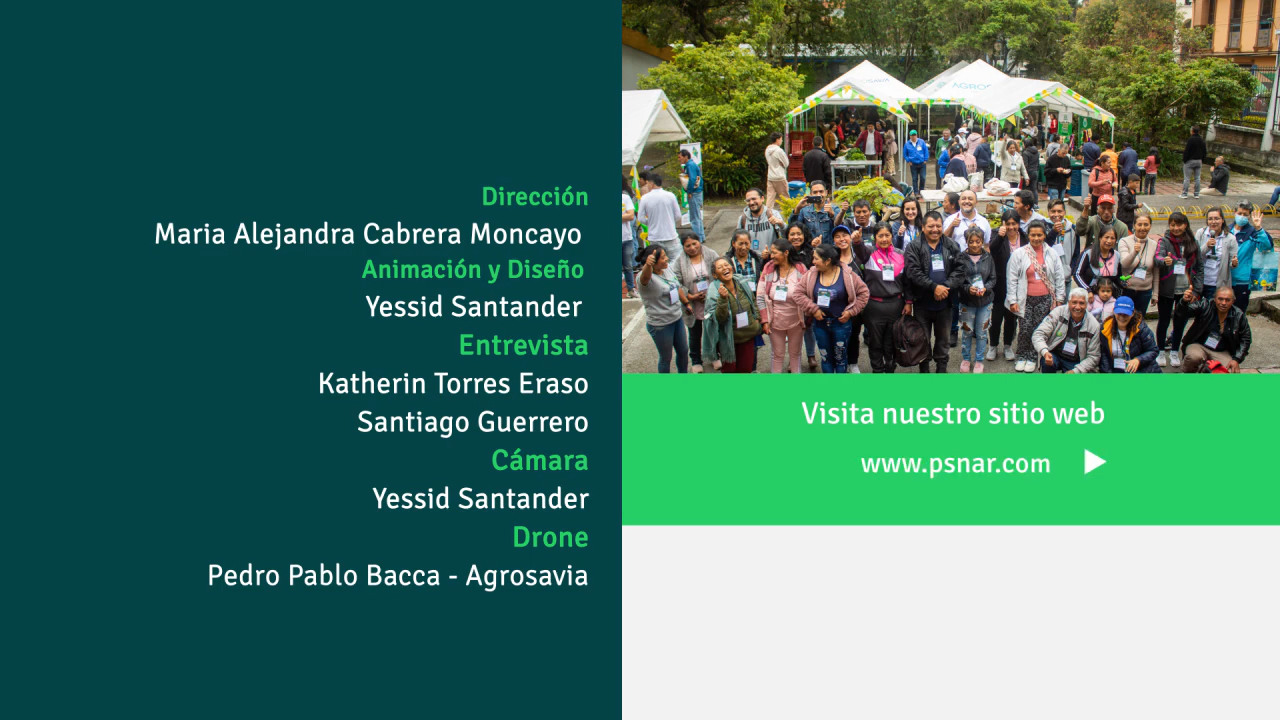 Dirección
Maria Alejandra Cabrera Moncayo
Animación y Diseño
Yessid Santander
Entrevista
Katherin Torres Eraso
Santiago Guerrero
Cámara
Yessid Santander
Drone
Pedro Pablo Bacca - Agrosavia
AGROS
Visita nuestro sitio web
www.psnar.com